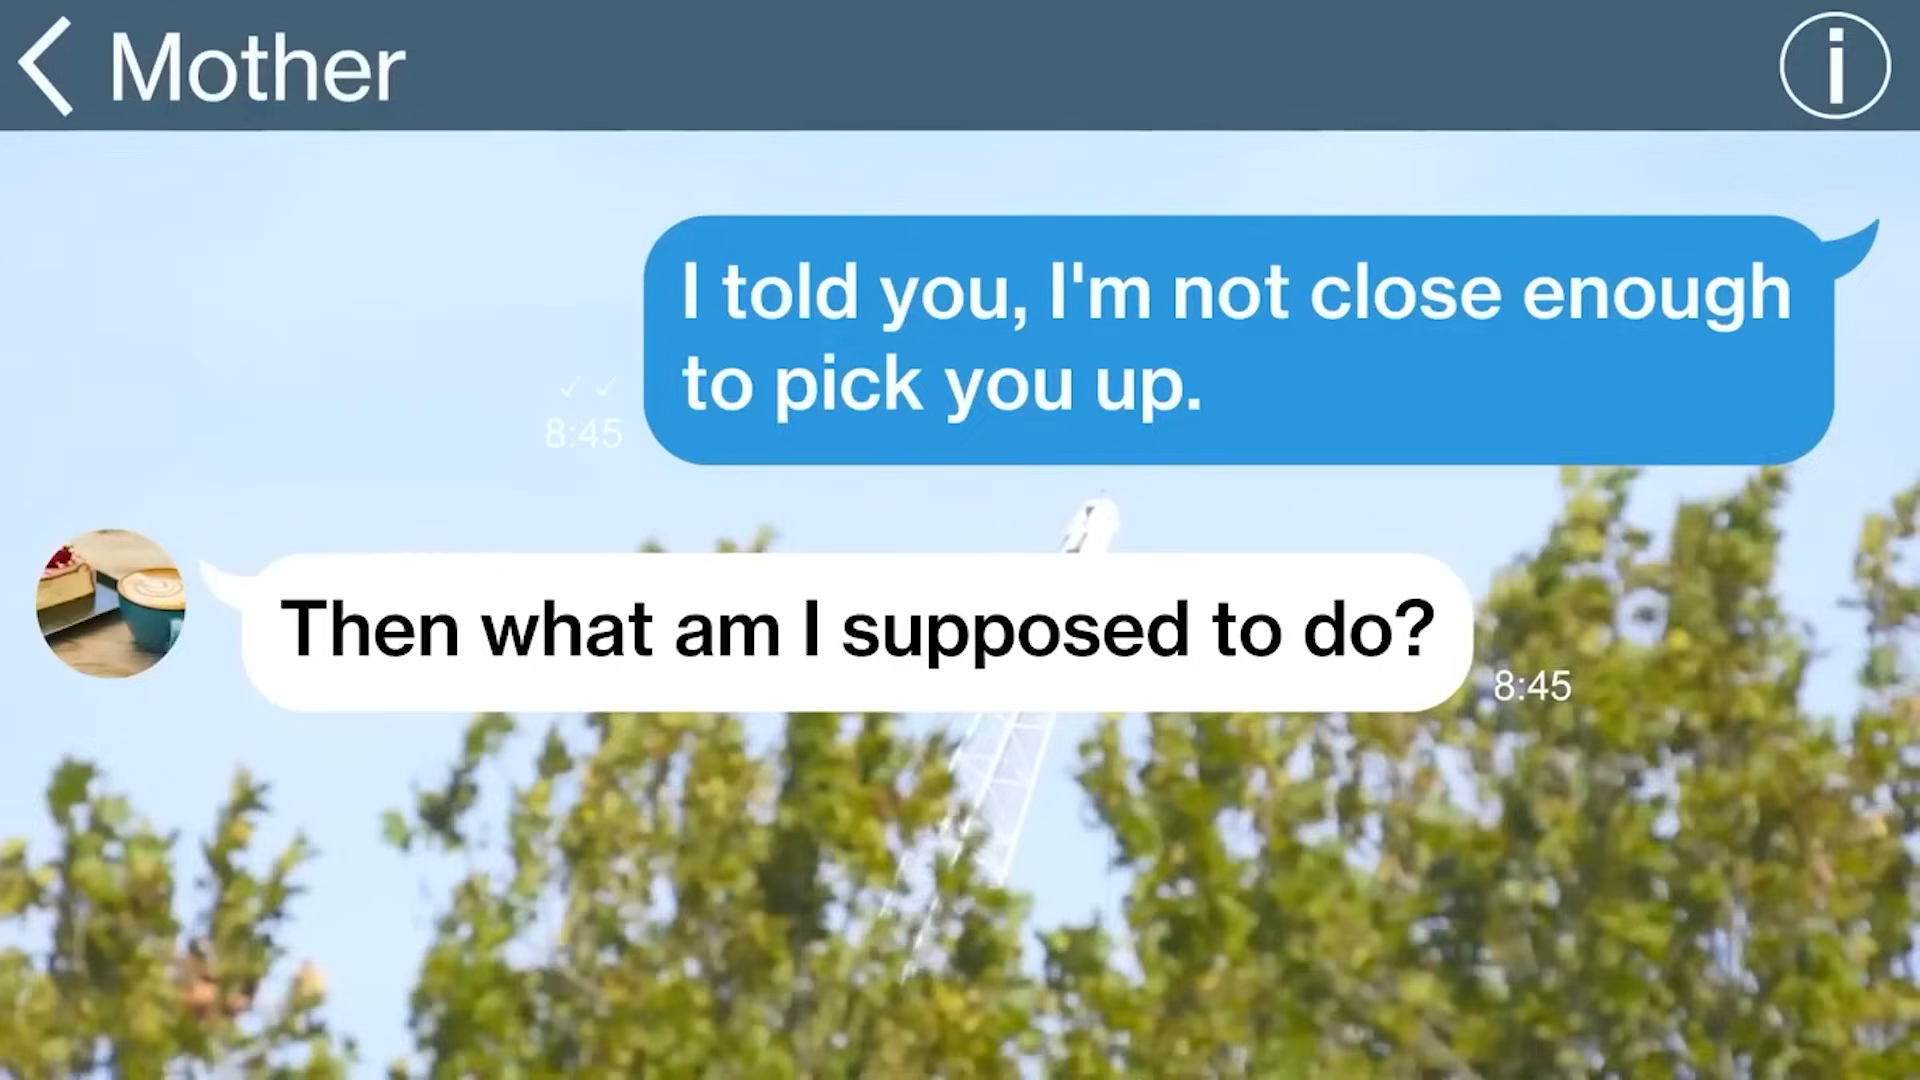 Mother
I told you, I'm not close enough
to pick you up.
8:45
Then what am I supposed to do?
8:45